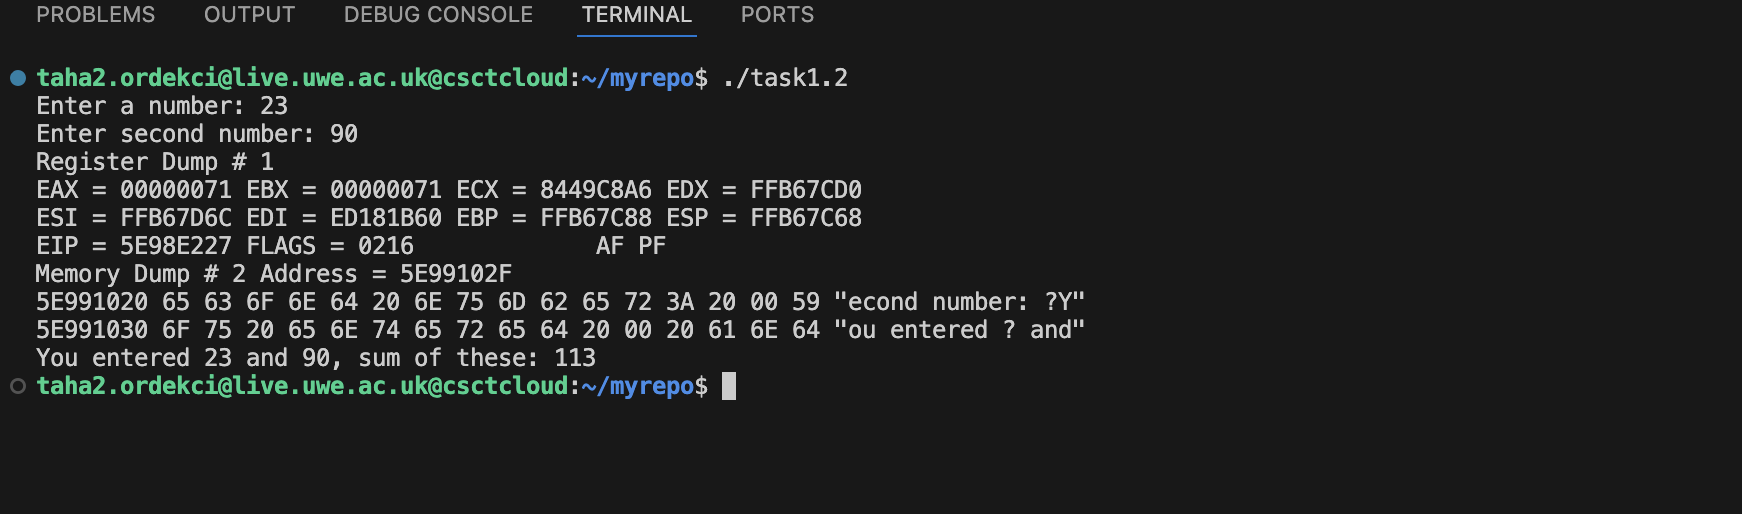 PROBLEMS OUTPUT DEBUG CONSOLE TERMINAL PORTS
taha2.ordekci@live.uwe.ac.uk@csctcloud:~/myrepo$ ./task1.2
Enter a number: 23
Enter second number: 90
Register Dump # 1
EAX = 00000071 EBX = 00000071 ECX = 8449C8A6 EDX = FFB67CD0
ESI = FFB67D6C EDI = ED181B60 EBP = FFB67C88 ESP = FFB67C68
EIP = 5E98E227 FLAGS = 0216             AF PF
Memory Dump # 2 Address = 5E99102F
5E991020 65 63 6F 6E 64 20 6E 75 6D 62 65 72 3A 20 00 59 "econd number: ?Y"
5E991030 6F 75 20 65 6E 74 65 72 65 64 20 00 20 61 6E 64 "ou entered ? and"
You entered 23 and 90, sum of these: 113
taha2.ordekci@live.uwe.ac.uk@csctcloud:~/myrepo$